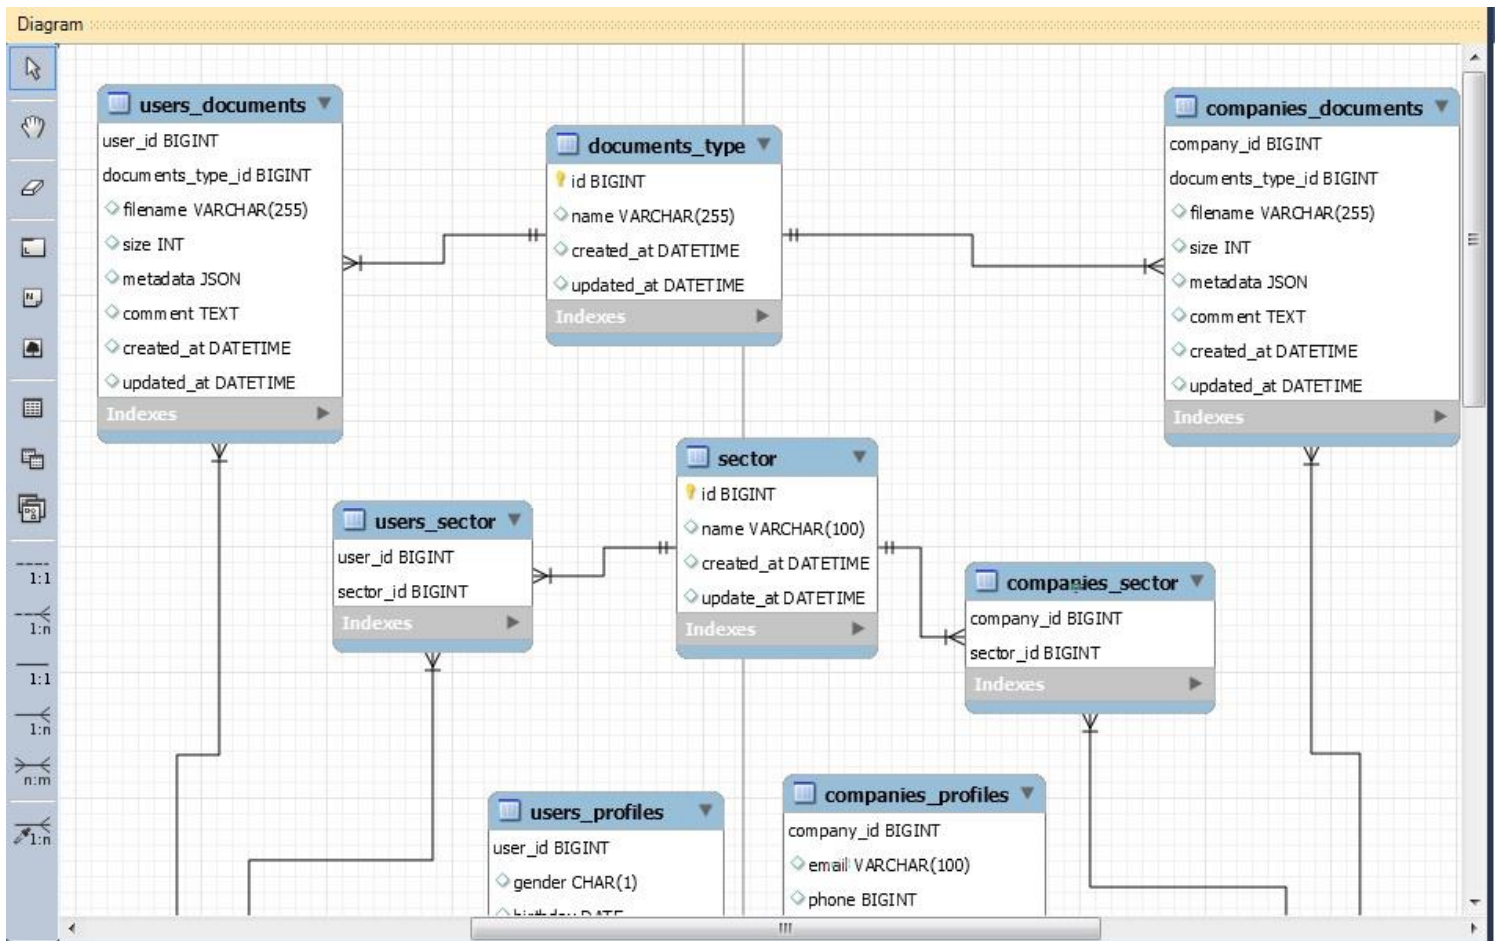 Diagram
users_documents
user_id BIGINT
documents_type_id BIGINT
filename VARCHAR(255)
size INT
metadata JSON
comment TEXT
created_at DATETIME
updated_at DATETIME
Indexes
documents_type
id BIGINT
name VARCHAR(255)
created_at DATETIME
updated_at DATETIME
Indexes
companies_documents
company_id BIGINT
documents_type_id BIGINT
filename VARCHAR(255)
size INT
metadata JSON
comment TEXT
created_at DATETIME
updated_at DATETIME
Indexes
sector
id BIGINT
name VARCHAR(100)
created_at DATETIME
update_at DATETIME
Indexes
users_sector
user_id BIGINT
sector_id BIGINT
Indexes
companies_sector
company_id BIGINT
sector_id BIGINT
Indexes
users_profiles
user_id BIGINT
gender CHAR(1)
birthday DATE
companies_profiles
company_id BIGINT
email VARCHAR(100)
phone BIGINT
1:1
1:n
1:1
1:n
n:m
1:n